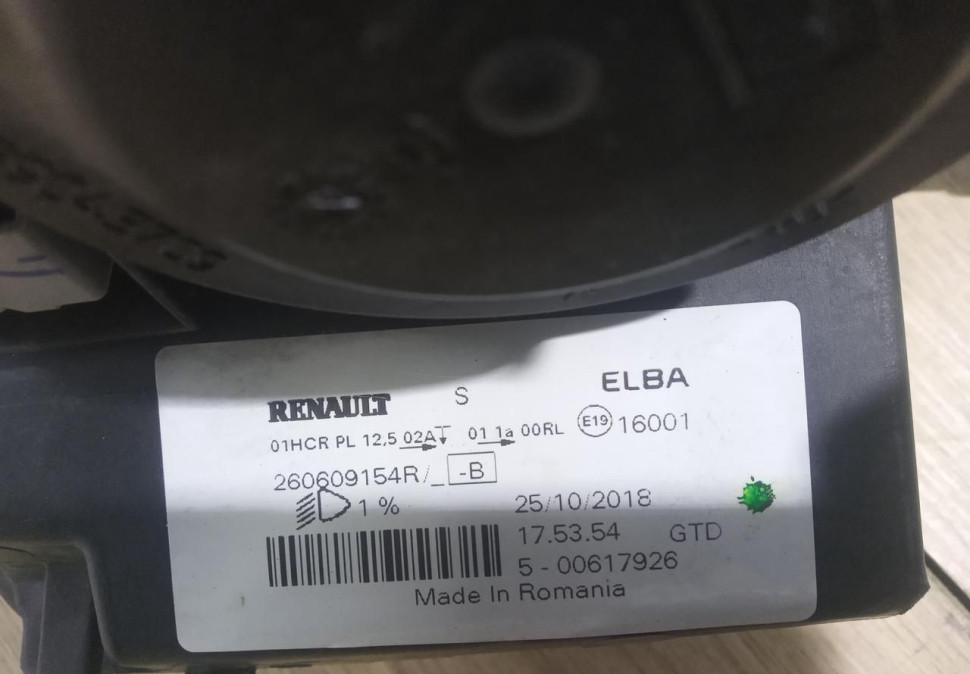 RENAULT S ELBA
01HCR PL 12,5 02A 01 1a 00RL E19 16001
260609154R/_ -B
1 % 25/10/2018
17.53.54 GTD
5 - 00617926
Made In Romania